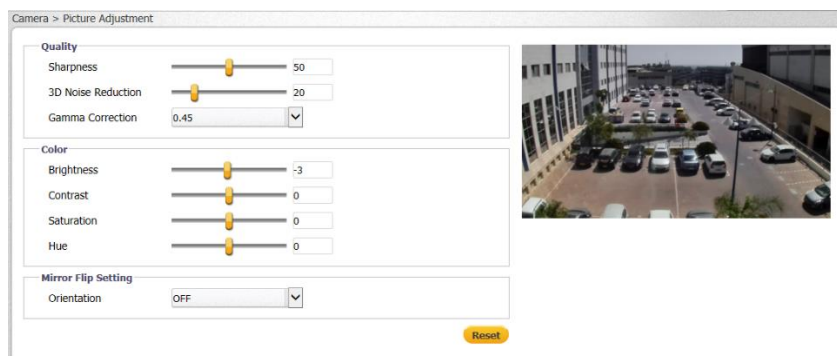 Camera > Picture Adjustment
Quality
Sharpness 50
3D Noise Reduction 20
Gamma Correction 0.45
Color
Brightness -3
Contrast 0
Saturation 0
Hue 0
Mirror Flip Setting
Orientation OFF
Reset